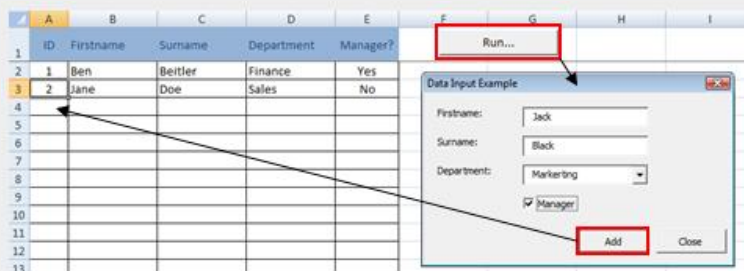 A B C D E F G H I
1 ID Firstname Surname Department Manager? Run...
2 1 Ben Beitler Finance Yes
3 2 Jane Doe Sales No
4
5
6
7
8
9
10
11
12
13
Data Input Example
Firstname: Jack
Surname: Black
Department: Markertng
Manager
Add Close